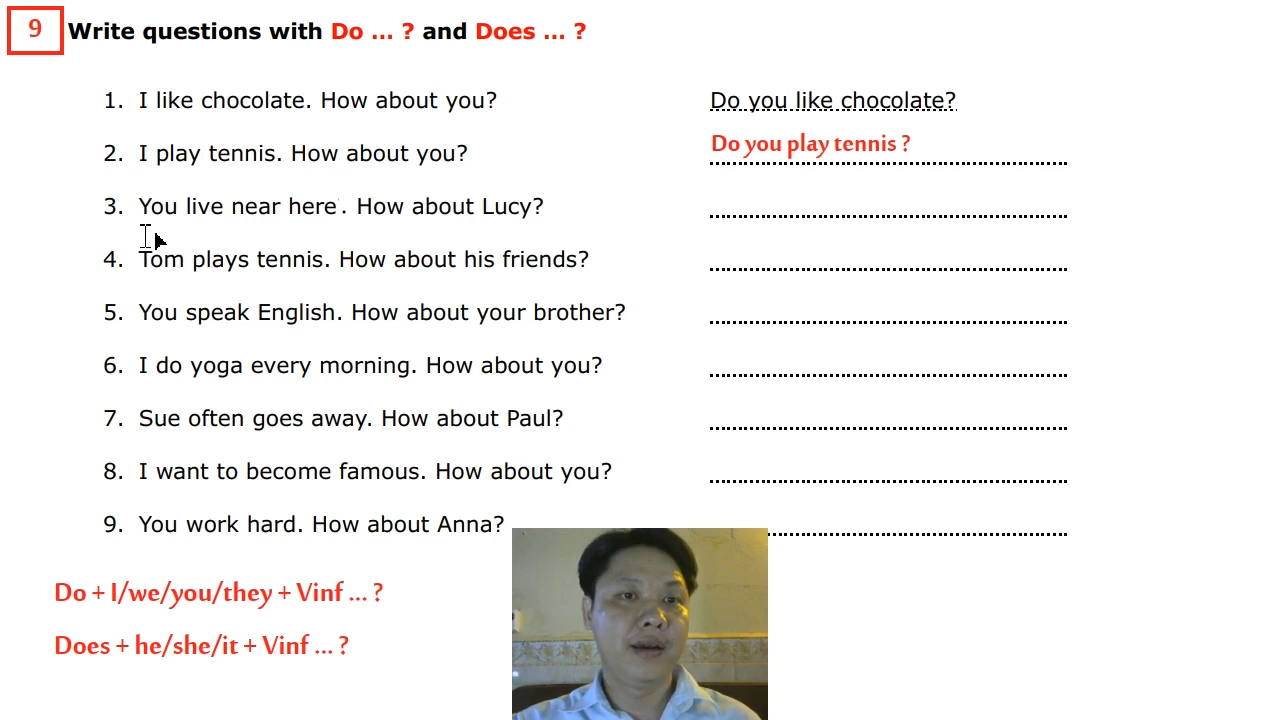 9 Write questions with Do ... ? and Does ... ?
1. I like chocolate. How about you? Do you like chocolate?
2. I play tennis. How about you? Do you play tennis ?
3. You live near here. How about Lucy?
4. Tom plays tennis. How about his friends?
5. You speak English. How about your brother?
6. I do yoga every morning. How about you?
7. Sue often goes away. How about Paul?
8. I want to become famous. How about you?
9. You work hard. How about Anna?
Do + I/we/you/they + Vinf ... ?
Does + he/she/it + Vinf ... ?